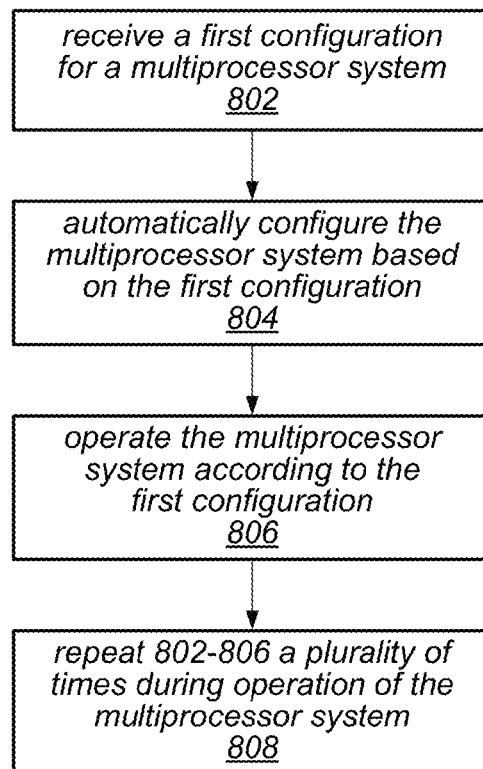 receive a first configuration
for a multiprocessor system
802
automatically configure the
multiprocessor system based
on the first configuration
804
operate the multiprocessor
system according to the
first configuration
806
repeat 802-806 a plurality of
times during operation of the
multiprocessor system
808